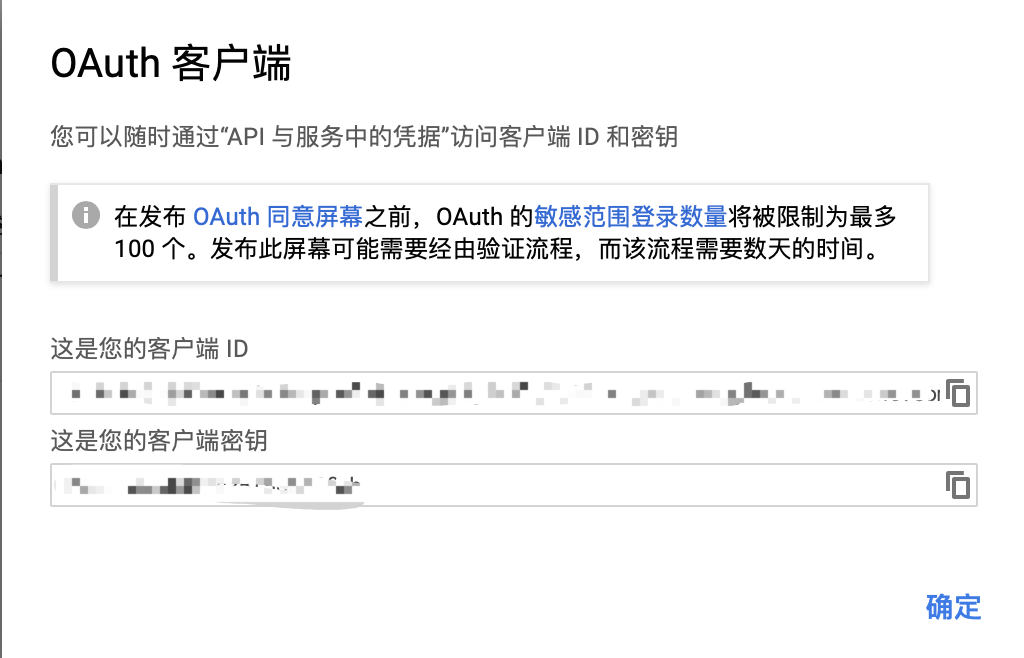 OAuth 客户端
您可以随时通过“API 与服务中的凭据”访问客户端 ID 和密钥
在发布 OAuth 同意屏幕之前，OAuth 的敏感范围登录数量将被限制为最多
100 个。发布此屏幕可能需要经由验证流程，而该流程需要数天的时间。
这是您的客户端 ID
这是您的客户端密钥
确定